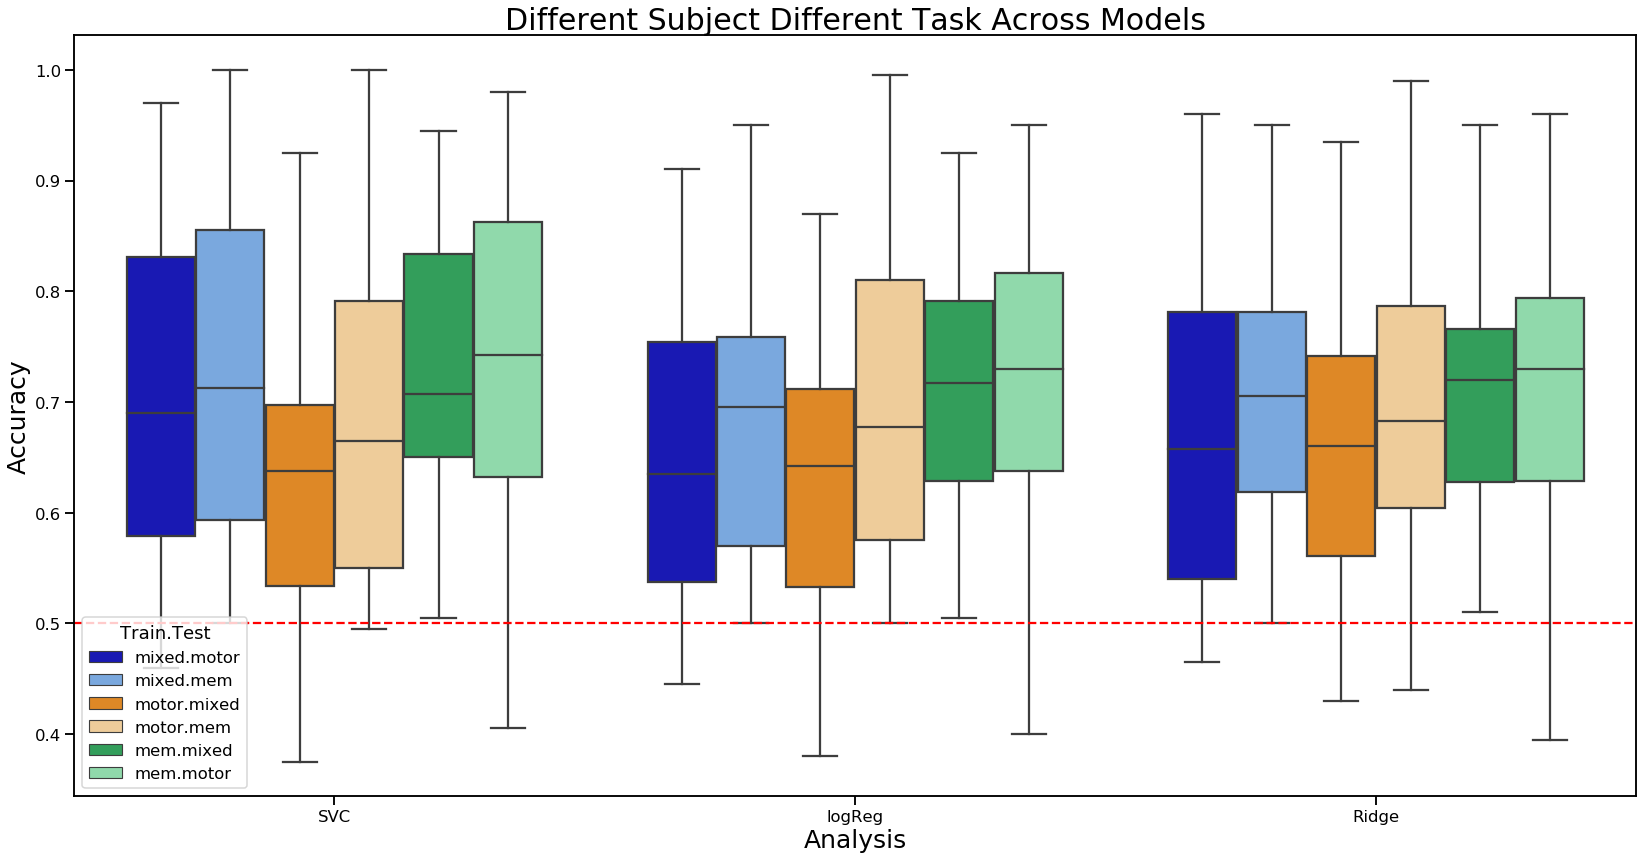 Different Subject Different Task Across Models
Accuracy
1.0
0.9
0.8
0.7
0.6
0.5
0.4
Train.Test
mixed.motor
mixed.mem
motor.mixed
motor.mem
mem.mixed
mem.motor
SVC
logReg
Ridge
Analysis